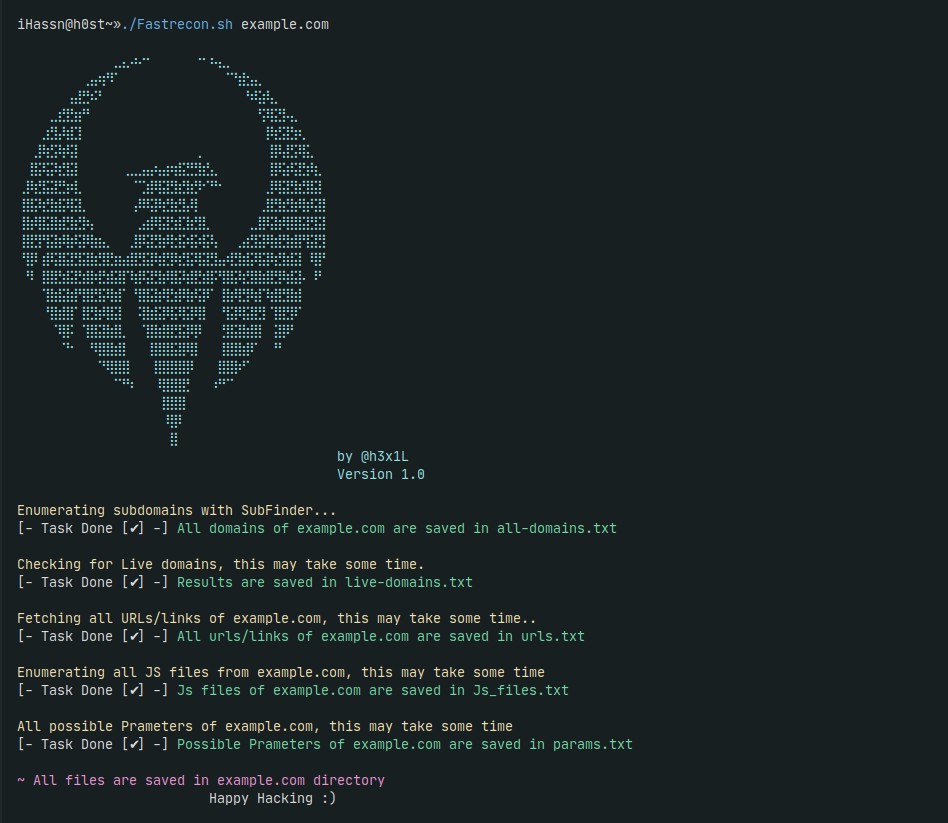 iHassn@h0st~»./Fastrecon.sh example.com
by @h3x1L
Version 1.0
Enumerating subdomains with SubFinder...
[- Task Done [✔] -] All domains of example.com are saved in all-domains.txt
Checking for Live domains, this may take some time.
[- Task Done [✔] -] Results are saved in live-domains.txt
Fetching all URLs/links of example.com, this may take some time..
[- Task Done [✔] -] All urls/links of example.com are saved in urls.txt
Enumerating all JS files from example.com, this may take some time
[- Task Done [✔] -] Js files of example.com are saved in Js_files.txt
All possible Prameters of example.com, this may take some time
[- Task Done [✔] -] Possible Prameters of example.com are saved in params.txt
~ All files are saved in example.com directory
Happy Hacking :)